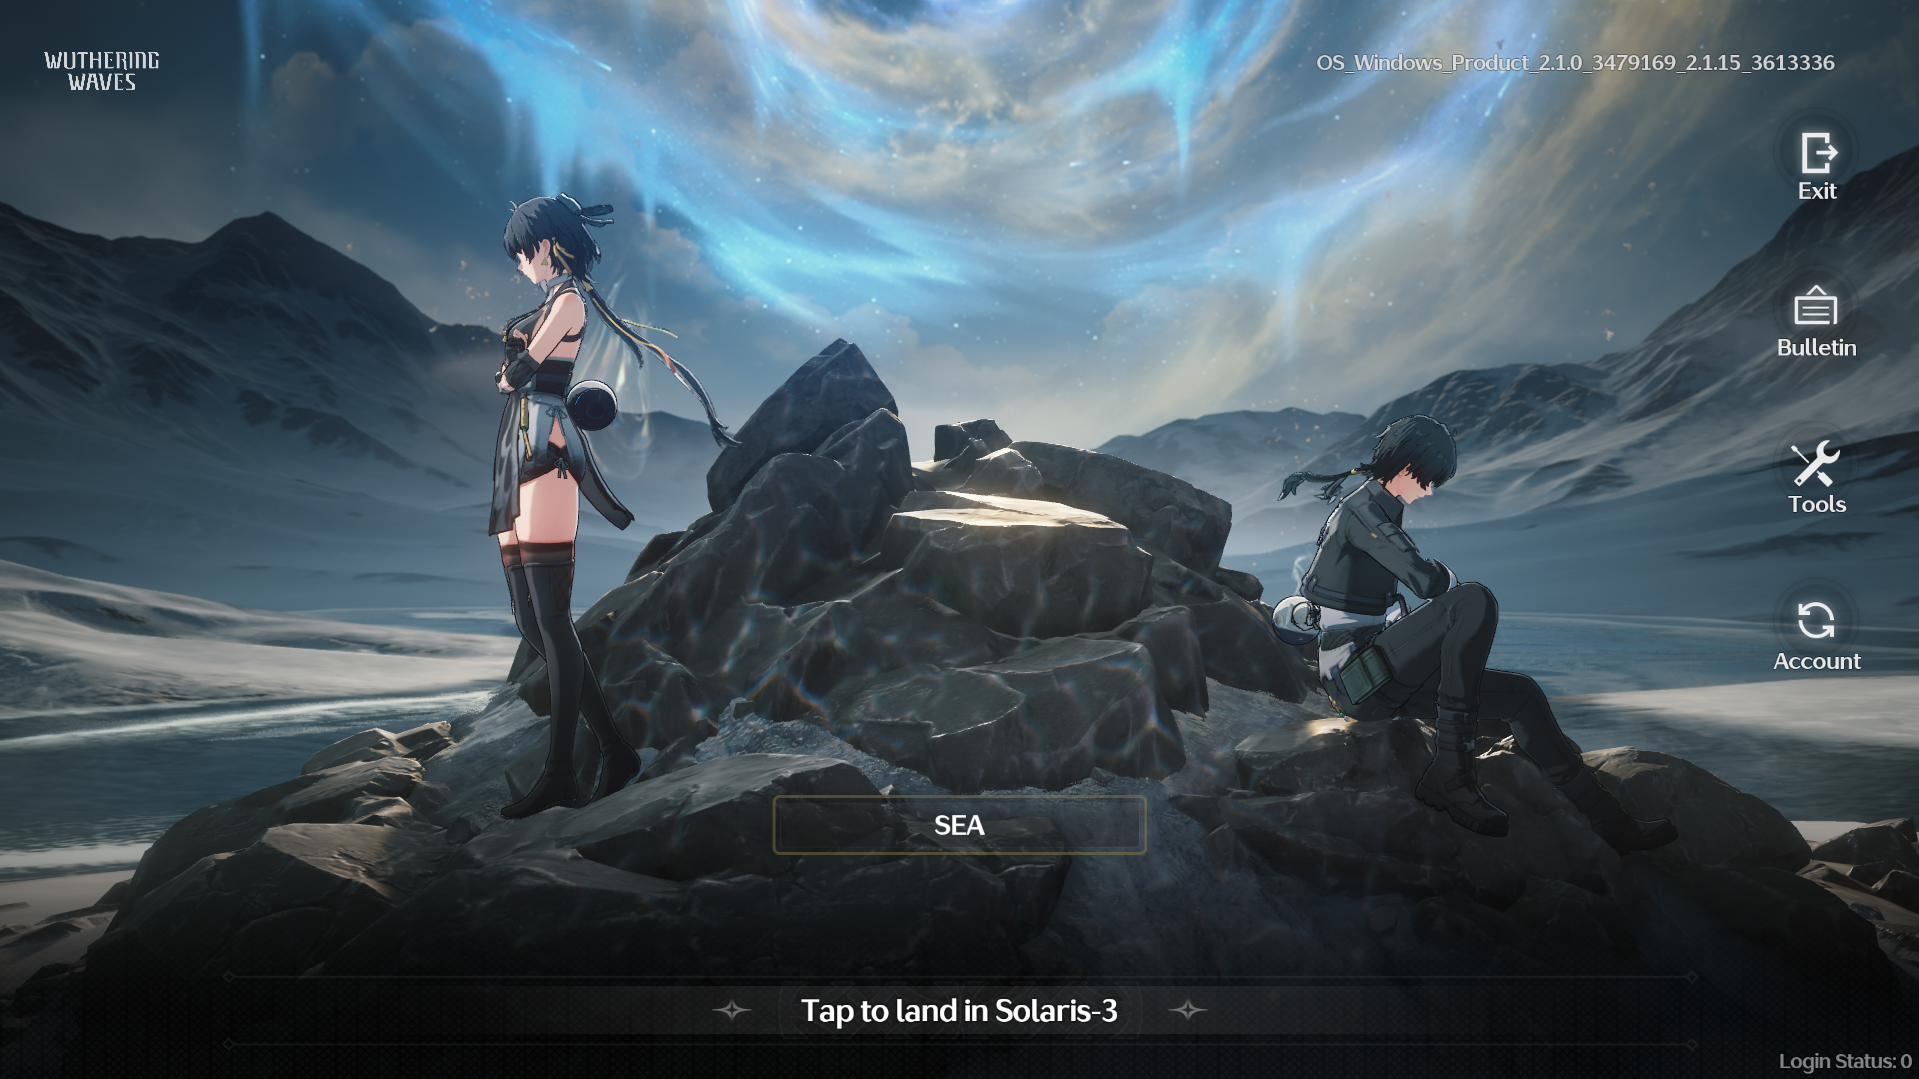 WUTHERING
WAVES
OS_Windows_Product_2.1.0_3479169_2.1.15_3613336
Exit
Bulletin
Tools
Account
SEA
Tap to land in Solaris-3
Login Status: 0